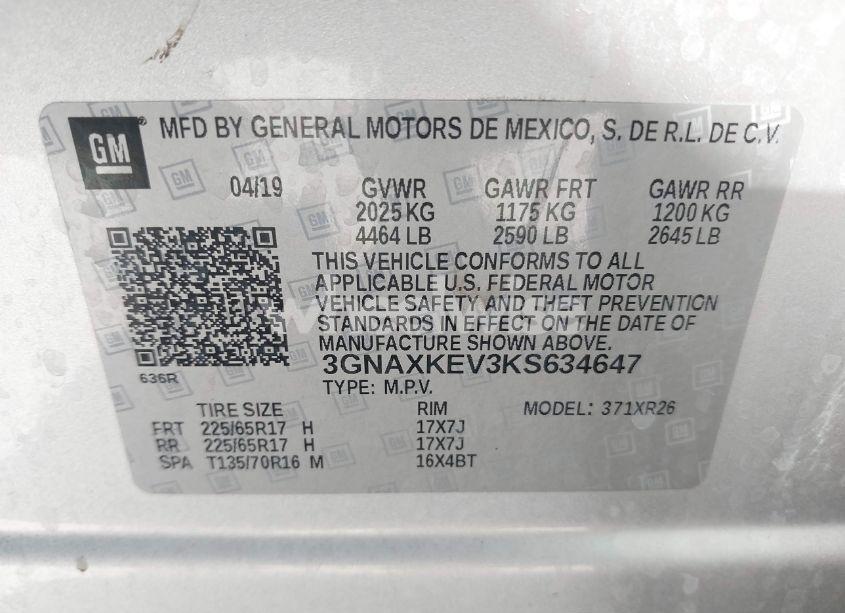 GM® MFD BY GENERAL MOTORS DE MEXICO, S. DE R.L. DE C.V.
04/19 GVWR GAWR FRT GAWR RR
2025 KG 1175 KG 1200 KG
4464 LB 2590 LB 2645 LB
THIS VEHICLE CONFORMS TO ALL
APPLICABLE U.S. FEDERAL MOTOR
VEHICLE SAFETY AND THEFT PREVENTION
STANDARDS IN EFFECT ON THE DATE OF
MANUFACTURE SHOWN ABOVE.
3GNAXKEV3KS634647
636R
TYPE: M.P.V.
TIRE SIZE RIM MODEL: 371XR26
FRT 225/65R17 H 17X7J
RR 225/65R17 H 17X7J
SPA T135/70R16 M 16X4BT